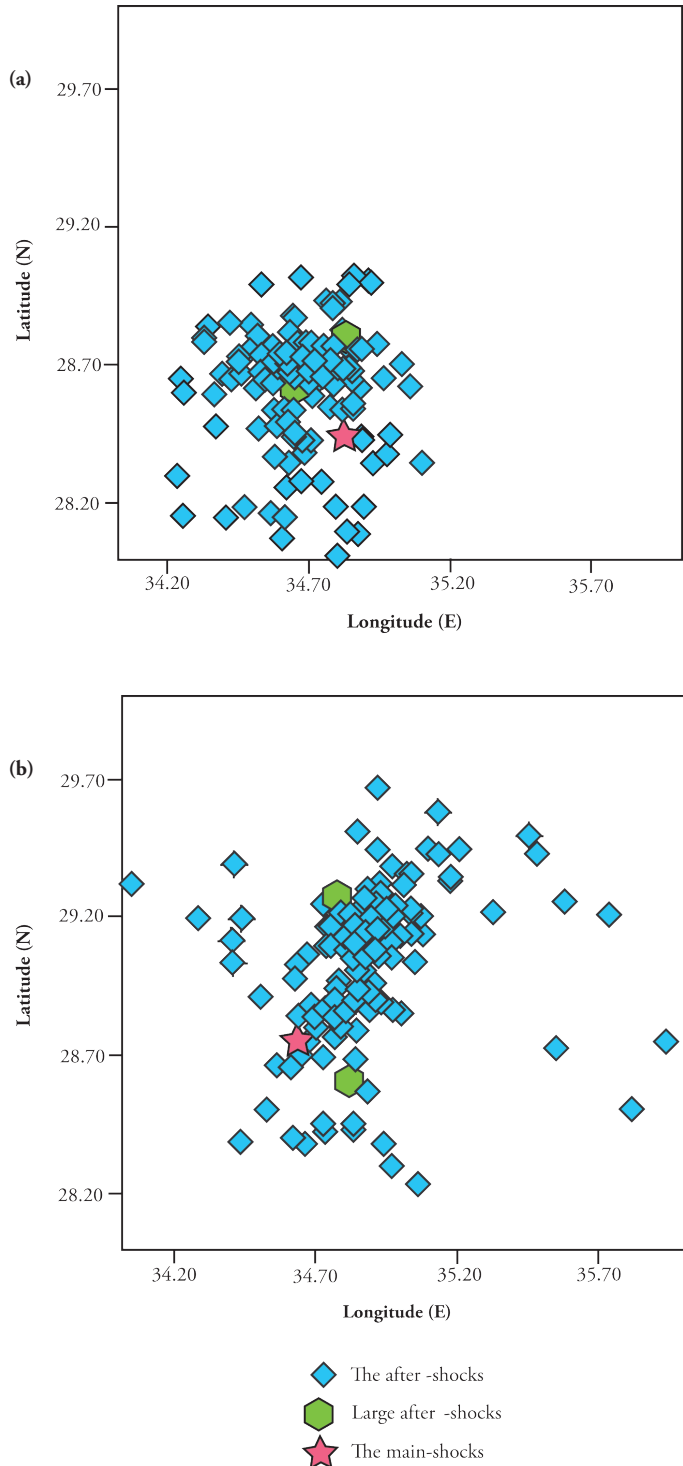 (a)
29.70
29.20
28.70
28.20
Latitude (N)
34.20 34.70 35.20 35.70
Longitude (E)
(b)
29.70
29.20
28.70
28.20
Latitude (N)
34.20 34.70 35.20 35.70
Longitude (E)
The after -shocks
Large after -shocks
The main-shocks